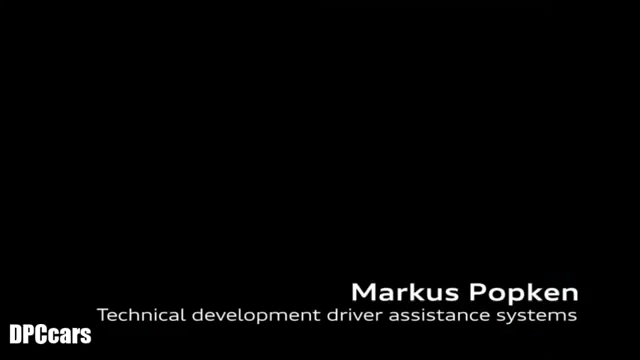 Markus Popken
Technical development driver assistance systems
DPCcars